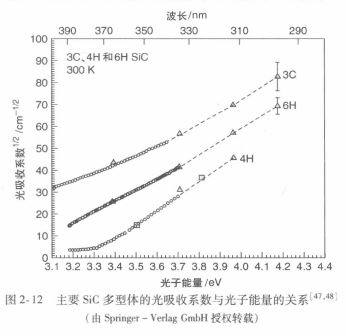 波长/nm
390 370 350 330 310 290
100
90
80
70
60
50
40
30
20
10
0
光吸收系数1/2/cm-1/2
3C、4H和6H SiC
300 K
3C
6H
4H
3.1 3.2 3.3 3.4 3.5 3.6 3.7 3.8 3.9 4.0 4.1 4.2 4.3 4.4
光子能量/eV
图 2-12 主要 SiC 多型体的光吸收系数与光子能量的关系[47,48]
(由 Springer - Verlag GmbH 授权转载)